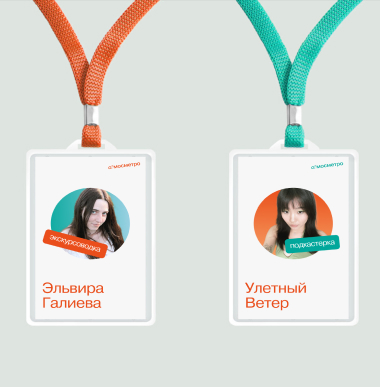 атмосметро
экскурсоводка
Эльвира
Галиева
атмосметро
подкастерка
Улетный
Ветер